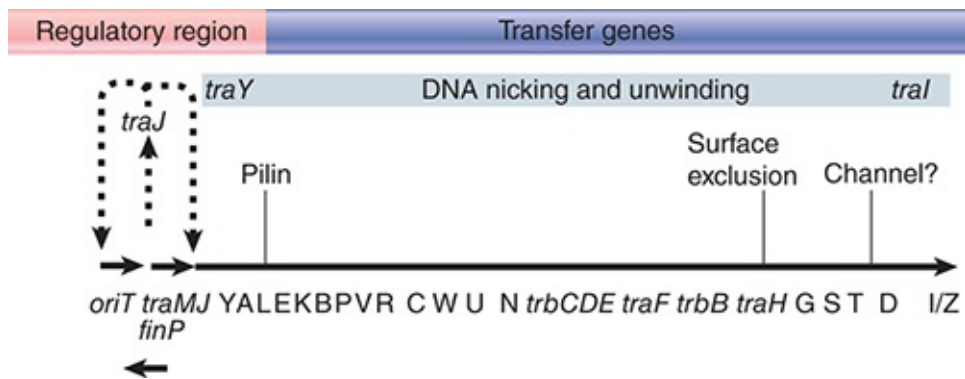 Regulatory region Transfer genes
traY DNA nicking and unwinding traI
traJ
Surface
Pilin exclusion Channel?
oriT traMJ YALEKBPVR C W U N trbCDE traF trbB traH G S T D I/Z
finP